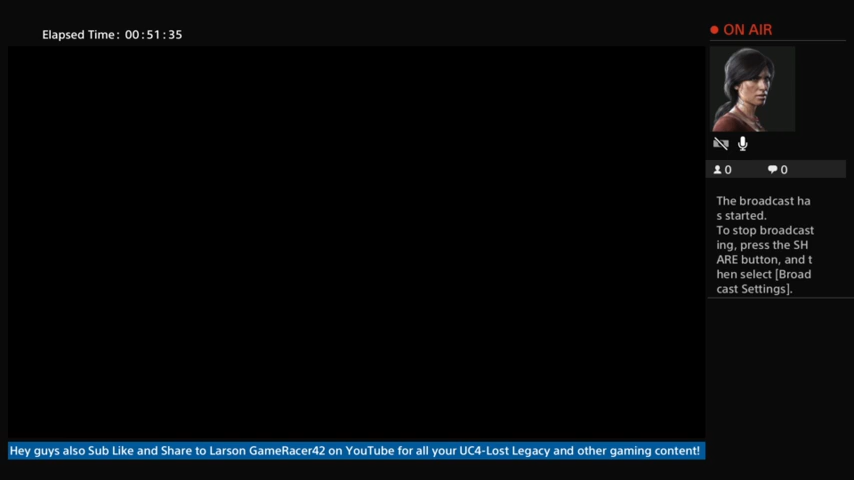 Elapsed Time: 00:51:35
ON AIR
0 0
The broadcast ha
s started.
To stop broadcast
ing, press the SH
ARE button, and t
hen select [Broad
cast Settings].
Hey guys also Sub Like and Share to Larson GameRacer42 on YouTube for all your UC4-Lost Legacy and other gaming content!